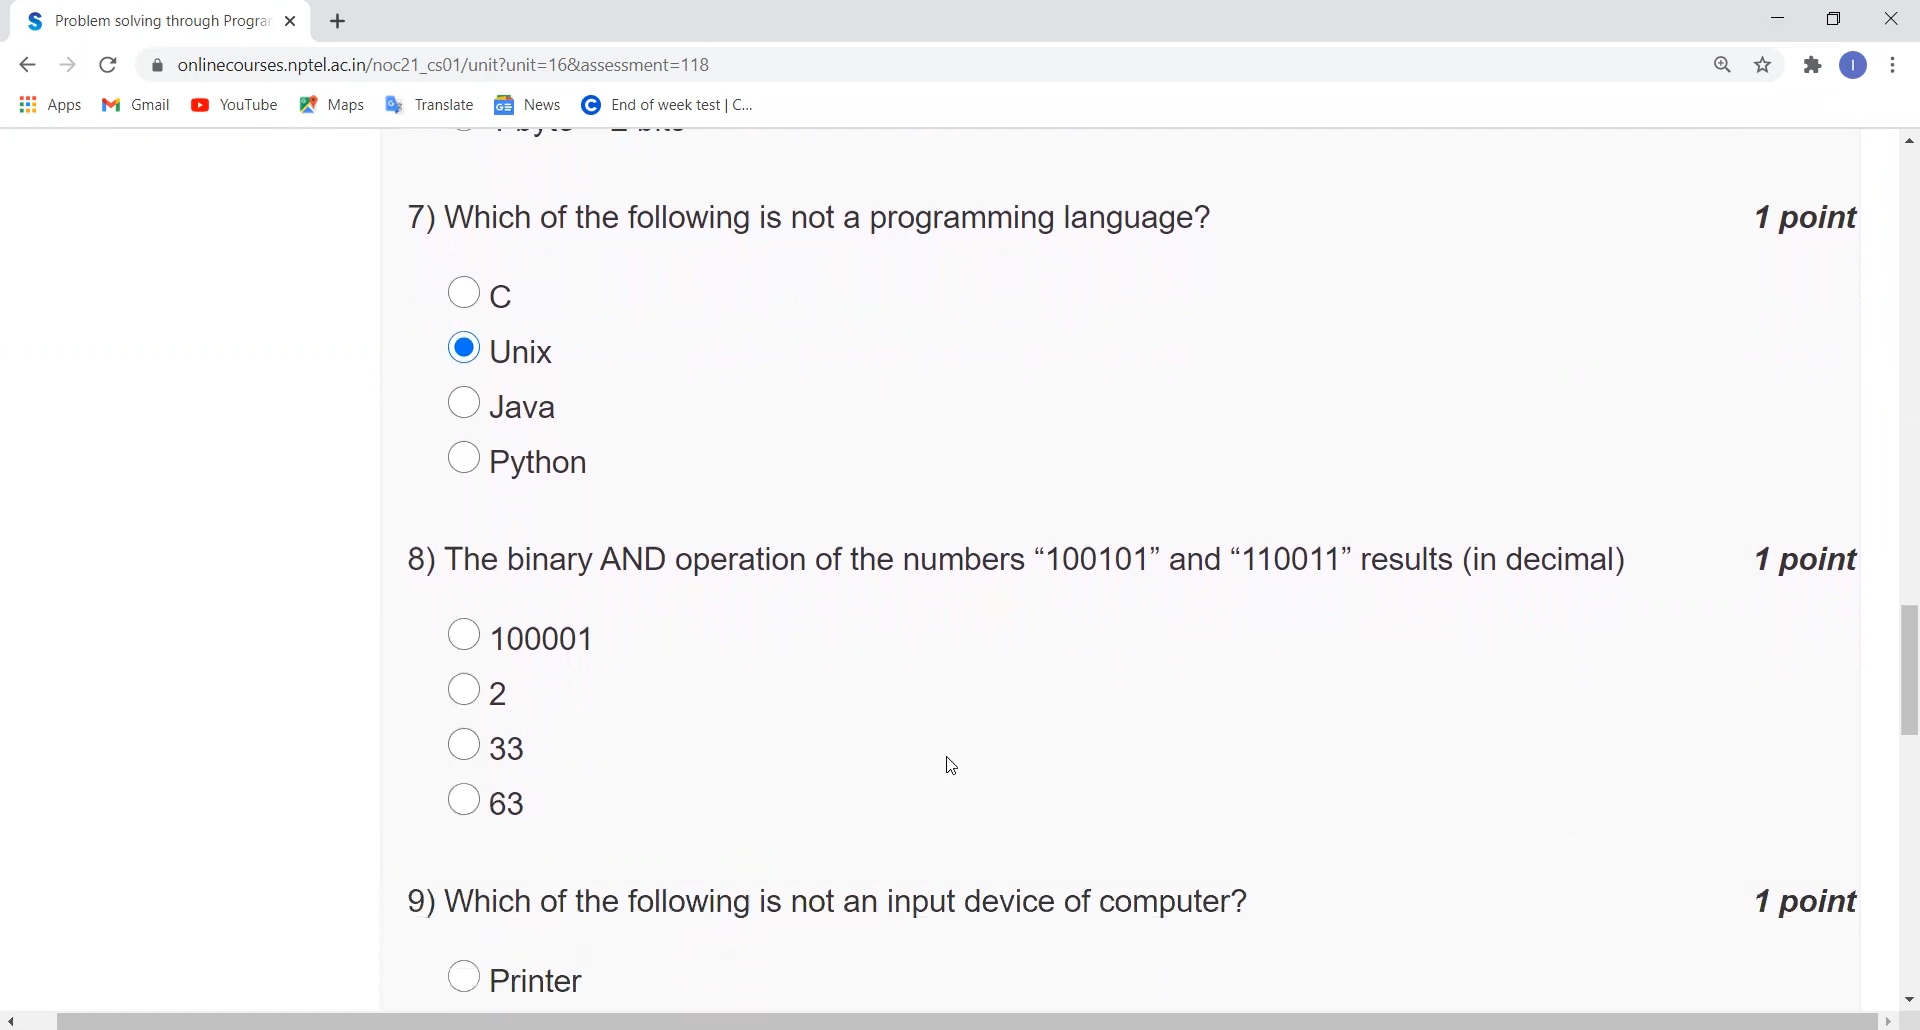 Problem solving through Progra
onlinecourses.nptel.ac.in/noc21_cs01/unit?unit=16&assessment=118
I
Apps Gmail YouTube Maps Translate News End of week test | C...
7) Which of the following is not a programming language? 1 point
C
Unix
Java
Python
8) The binary AND operation of the numbers “100101” and “110011” results (in decimal) 1 point
100001
2
33
63
9) Which of the following is not an input device of computer? 1 point
Printer